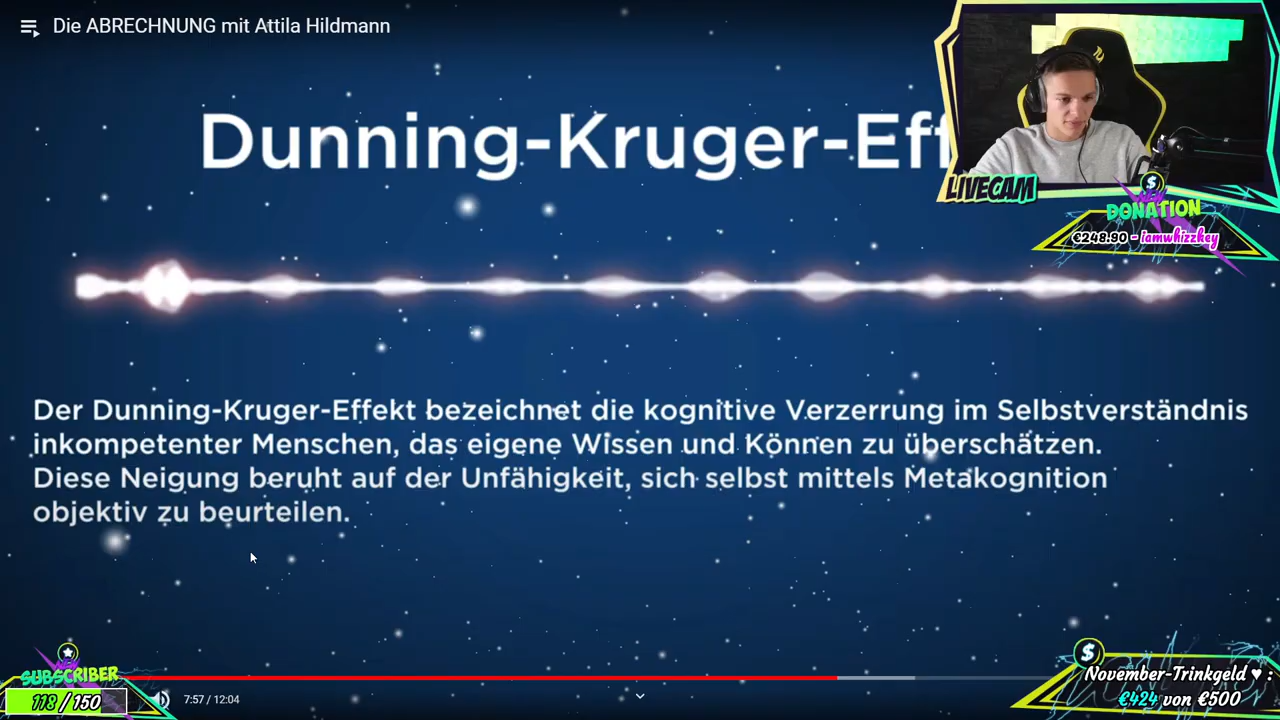 Die ABRECHNUNG mit Attila Hildmann
Dunning-Kruger-Eff
LIVECAM
NEW
DONATION
€248.90 - iamwhizzkey
Der Dunning-Kruger-Effekt bezeichnet die kognitive Verzerrung im Selbstverständnis
inkompetenter Menschen, das eigene Wissen und Können zu überschätzen.
Diese Neigung beruht auf der Unfähigkeit, sich selbst mittels Metakognition
objektiv zu beurteilen.
NEW
SUBSCRIBER
118 / 150
7:57 / 12:04
November-Trinkgeld ♥ :
€424 von €500